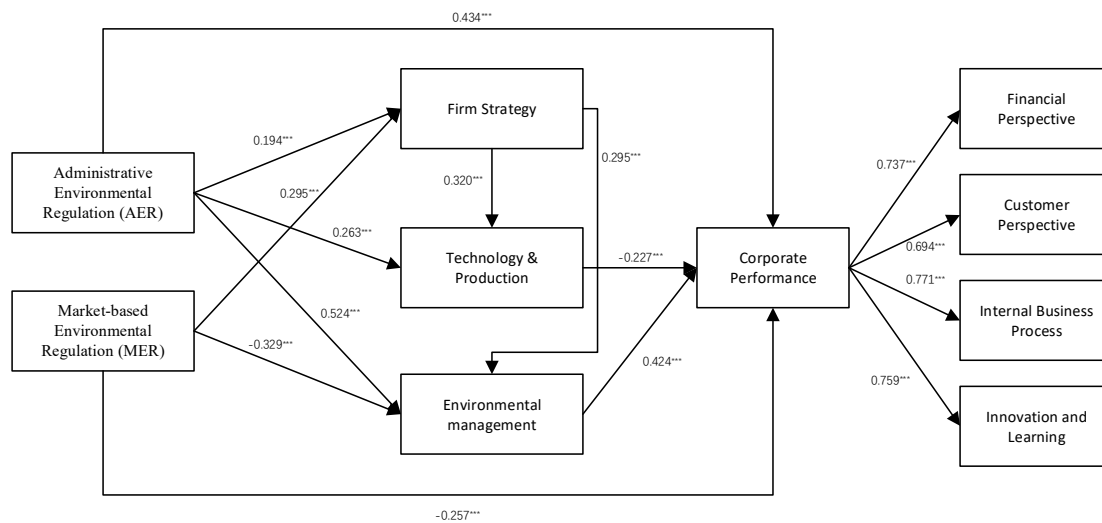 0.434***
Firm Strategy
Financial
Perspective
0.194***
0.295***
0.737***
Administrative
Environmental
Regulation (AER)
0.295***
0.320***
Customer
Perspective
0.263***
Technology &
Production
-0.227***
Corporate
Performance
0.694***
0.771***
Market-based
Environmental
Regulation (MER)
0.524***
Internal Business
Process
-0.329***
0.424***
0.759***
Environmental
management
Innovation and
Learning
-0.257***